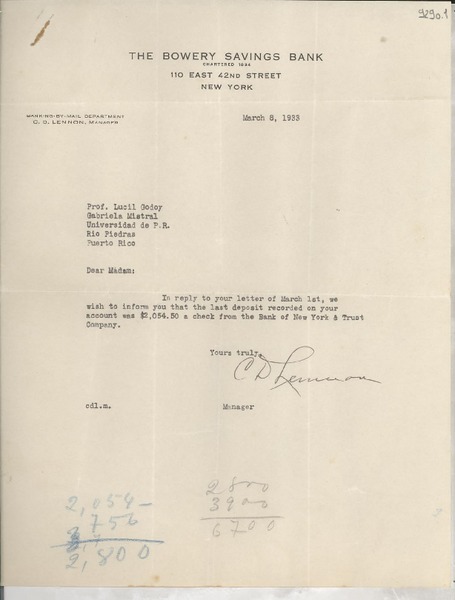 929a.1
THE BOWERY SAVINGS BANK
CHARTERED 1834
110 EAST 42ND STREET
NEW YORK
BANKING-BY-MAIL DEPARTMENT
C. D. LENNON, MANAGER
March 8, 1933
Prof. Lucil Godoy
Gabriela Mistral
Universidad de P.R.
Rio Piedras
Puerto Rico
Dear Madam:
In reply to your letter of March 1st, we
wish to inform you that the last deposit recorded on your
account was $2,054.50 a check from the Bank of New York & Trust
Company.
Yours truly,
C D Lennon
cdl.m.
Manager
2,054-
756
2,800
2800
3900
6700